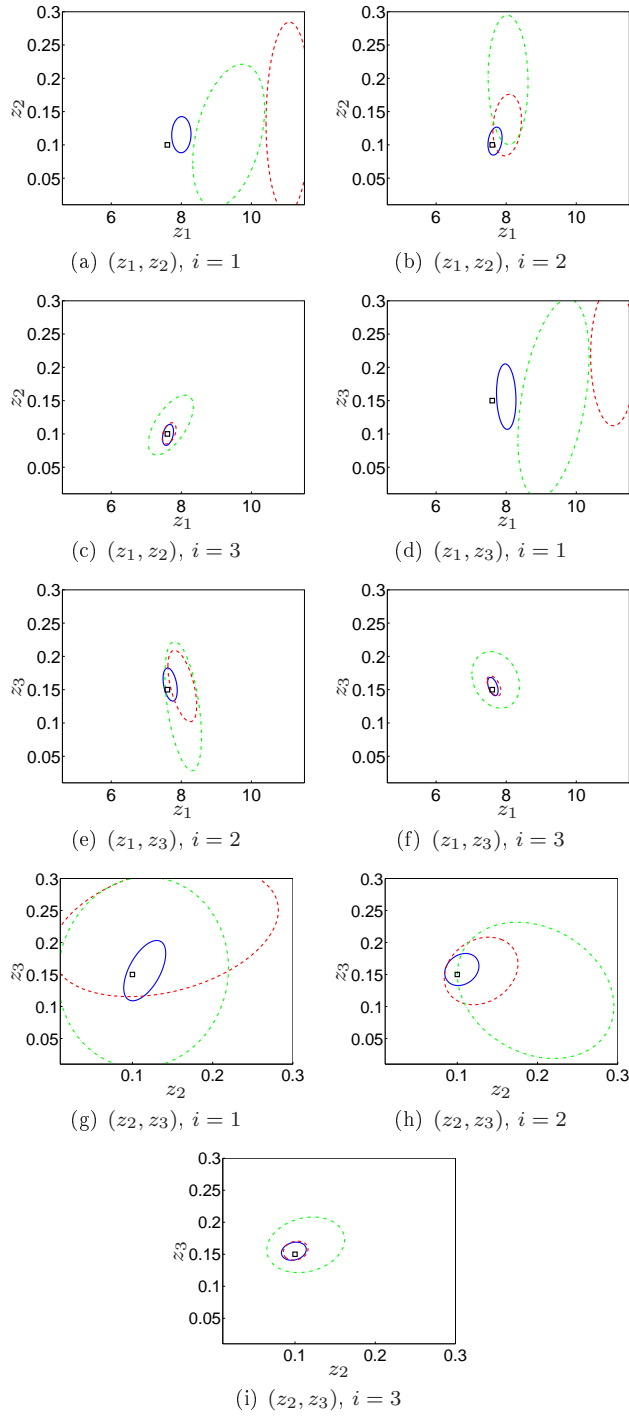 0.3
0.25
0.2
0.15
0.1
0.05
z₂
6 8 10
z₁
(a) (z₁, z₂), i = 1
0.3
0.25
0.2
0.15
0.1
0.05
z₂
6 8 10
z₁
(b) (z₁, z₂), i = 2
0.3
0.25
0.2
0.15
0.1
0.05
z₂
6 8 10
z₁
(c) (z₁, z₂), i = 3
0.3
0.25
0.2
0.15
0.1
0.05
z₃
6 8 10
z₁
(d) (z₁, z₃), i = 1
0.3
0.25
0.2
0.15
0.1
0.05
z₃
6 8 10
z₁
(e) (z₁, z₃), i = 2
0.3
0.25
0.2
0.15
0.1
0.05
z₃
6 8 10
z₁
(f) (z₁, z₃), i = 3
0.3
0.25
0.2
0.15
0.1
0.05
z₃
0.1 0.2 0.3
z₂
(g) (z₂, z₃), i = 1
0.3
0.25
0.2
0.15
0.1
0.05
z₃
0.1 0.2 0.3
z₂
(h) (z₂, z₃), i = 2
0.3
0.25
0.2
0.15
0.1
0.05
z₃
0.1 0.2 0.3
z₂
(i) (z₂, z₃), i = 3